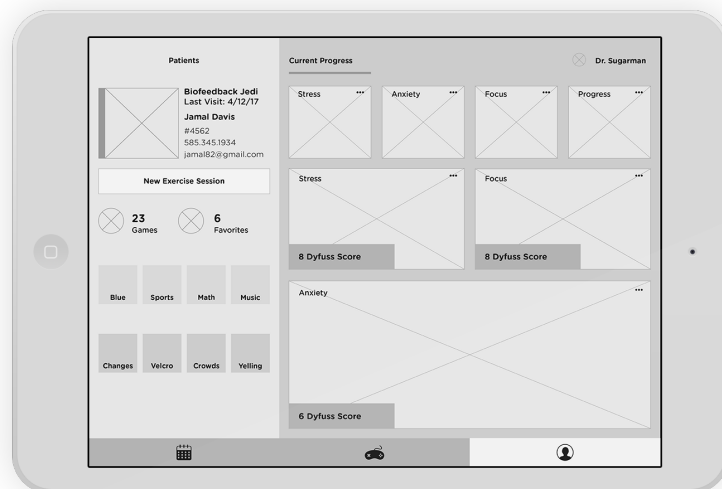 Patients
Biofeedback Jedi
Last Visit: 4/12/17
Jamal Davis
#4562
585.345.1934
jamal82@gmail.com
New Exercise Session
23
Games
6
Favorites
Blue
Sports
Math
Music
Changes
Velcro
Crowds
Yelling
Current Progress
Dr. Sugarman
Stress
Anxiety
Focus
Progress
Stress
8 Dyfuss Score
Focus
8 Dyfuss Score
Anxiety
6 Dyfuss Score